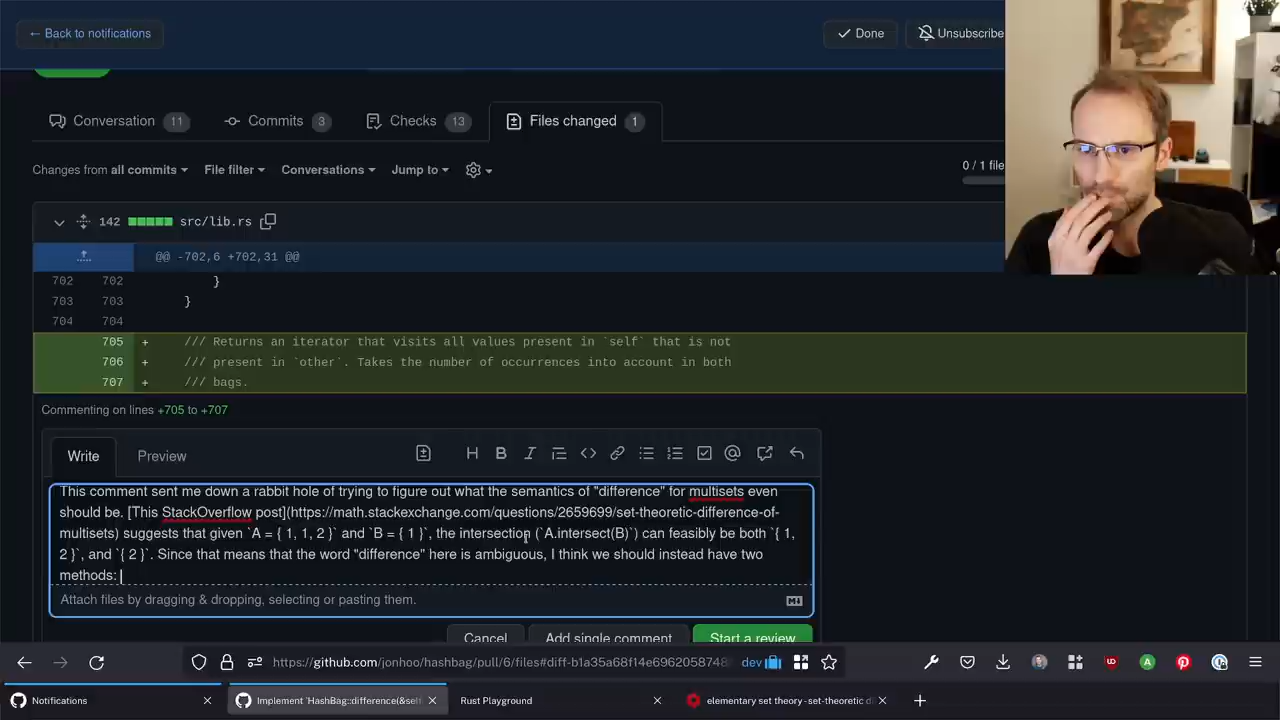 ← Back to notifications
Done
Unsubscribe
Conversation 11
Commits 3
Checks 13
Files changed 1
Changes from all commits
File filter
Conversations
Jump to
0 / 1 file
142
src/lib.rs
@@ -702,6 +702,31 @@
702 702 }
703 703 }
704 704
705 + /// Returns an iterator that visits all values present in `self` that is not
706 + /// present in `other`. Takes the number of occurrences into account in both
707 + /// bags.
Commenting on lines +705 to +707
Write
Preview
This comment sent me down a rabbit hole of trying to figure out what the semantics of "difference" for multisets even
should be. [This StackOverflow post](https://math.stackexchange.com/questions/2659699/set-theoretic-difference-of-
multisets) suggests that given `A = { 1, 1, 2 }` and `B = { 1 }`, the intersection (`A.intersect(B)`) can feasibly be both `{ 1,
2 }`, and `{ 2 }`. Since that means that the word "difference" here is ambiguous, I think we should instead have two
methods:
Attach files by dragging & dropping, selecting or pasting them.
Cancel
Add single comment
Start a review
https://github.com/jonhoo/hashbag/pull/6/files#diff-b1a35a68f14e6962058748
dev
Notifications
Implement 'HashBag::difference(&self
Rust Playground
elementary set theory - set-theoretic di